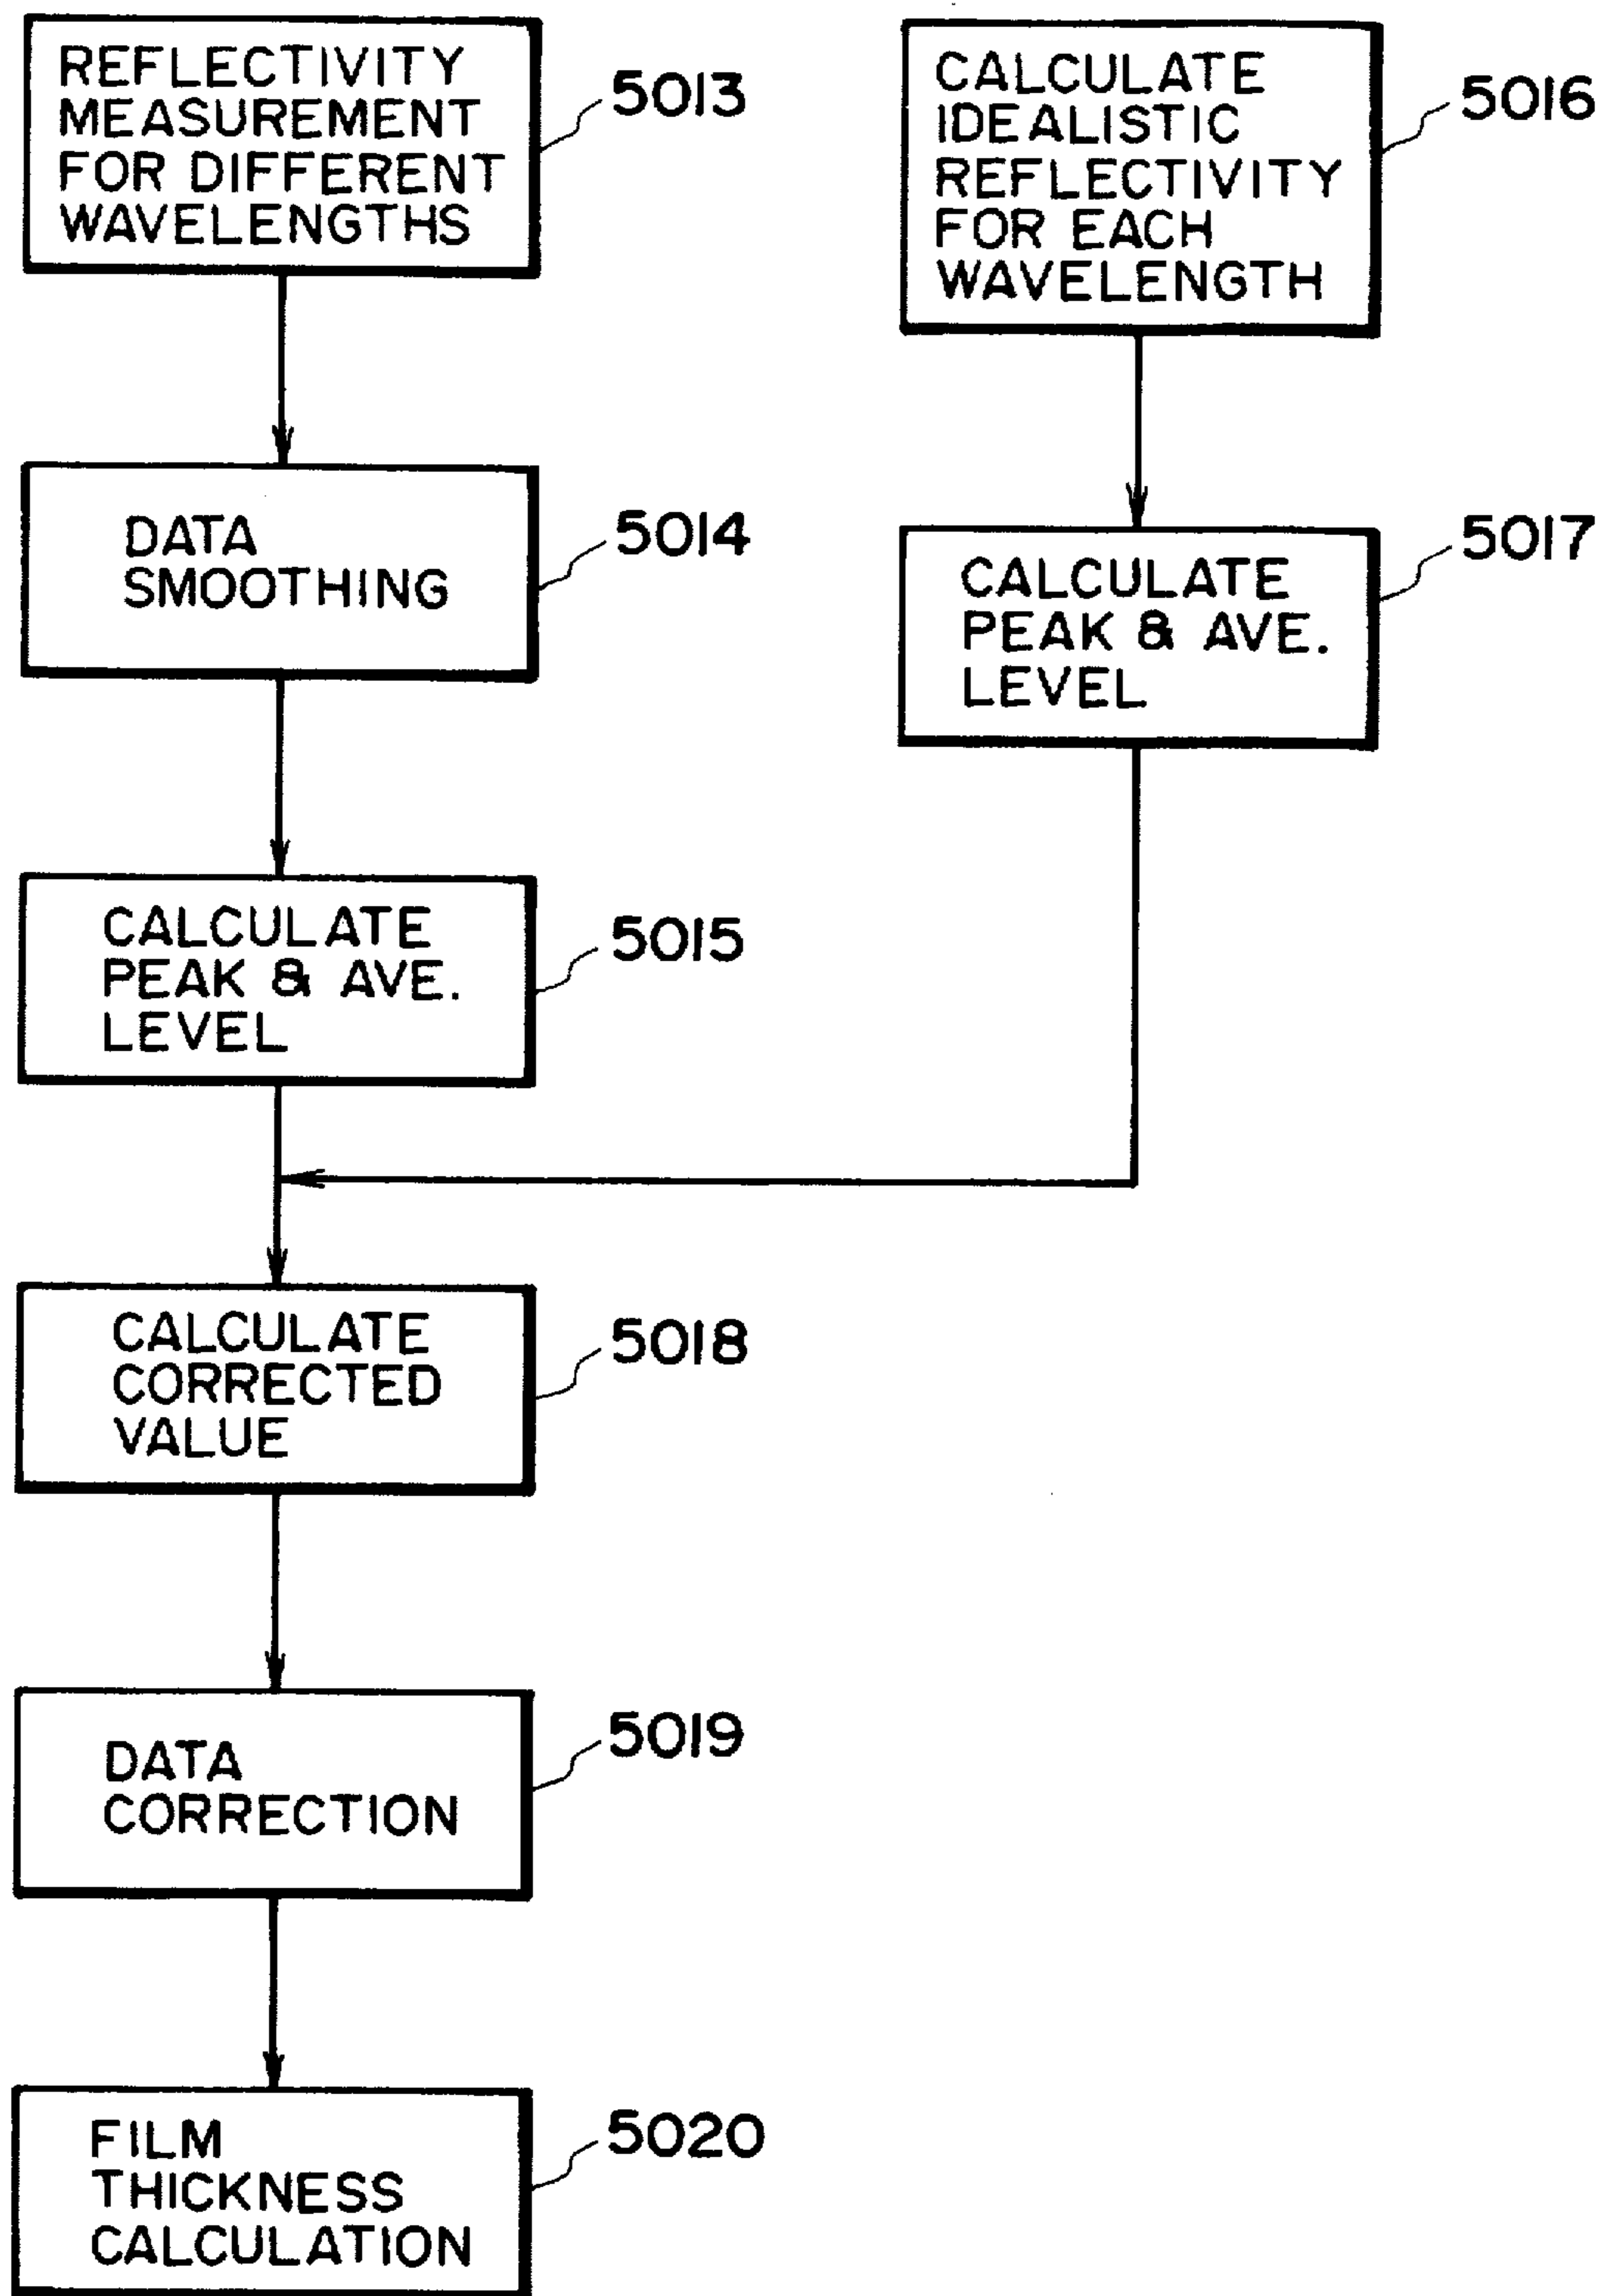 REFLECTIVITY
MEASUREMENT
FOR DIFFERENT
WAVELENGTHS
5013
DATA
SMOOTHING
5014
CALCULATE
PEAK & AVE.
LEVEL
5015
CALCULATE
IDEALISTIC
REFLECTIVITY
FOR EACH
WAVELENGTH
5016
CALCULATE
PEAK & AVE.
LEVEL
5017
CALCULATE
CORRECTED
VALUE
5018
DATA
CORRECTION
5019
FILM
THICKNESS
CALCULATION
5020